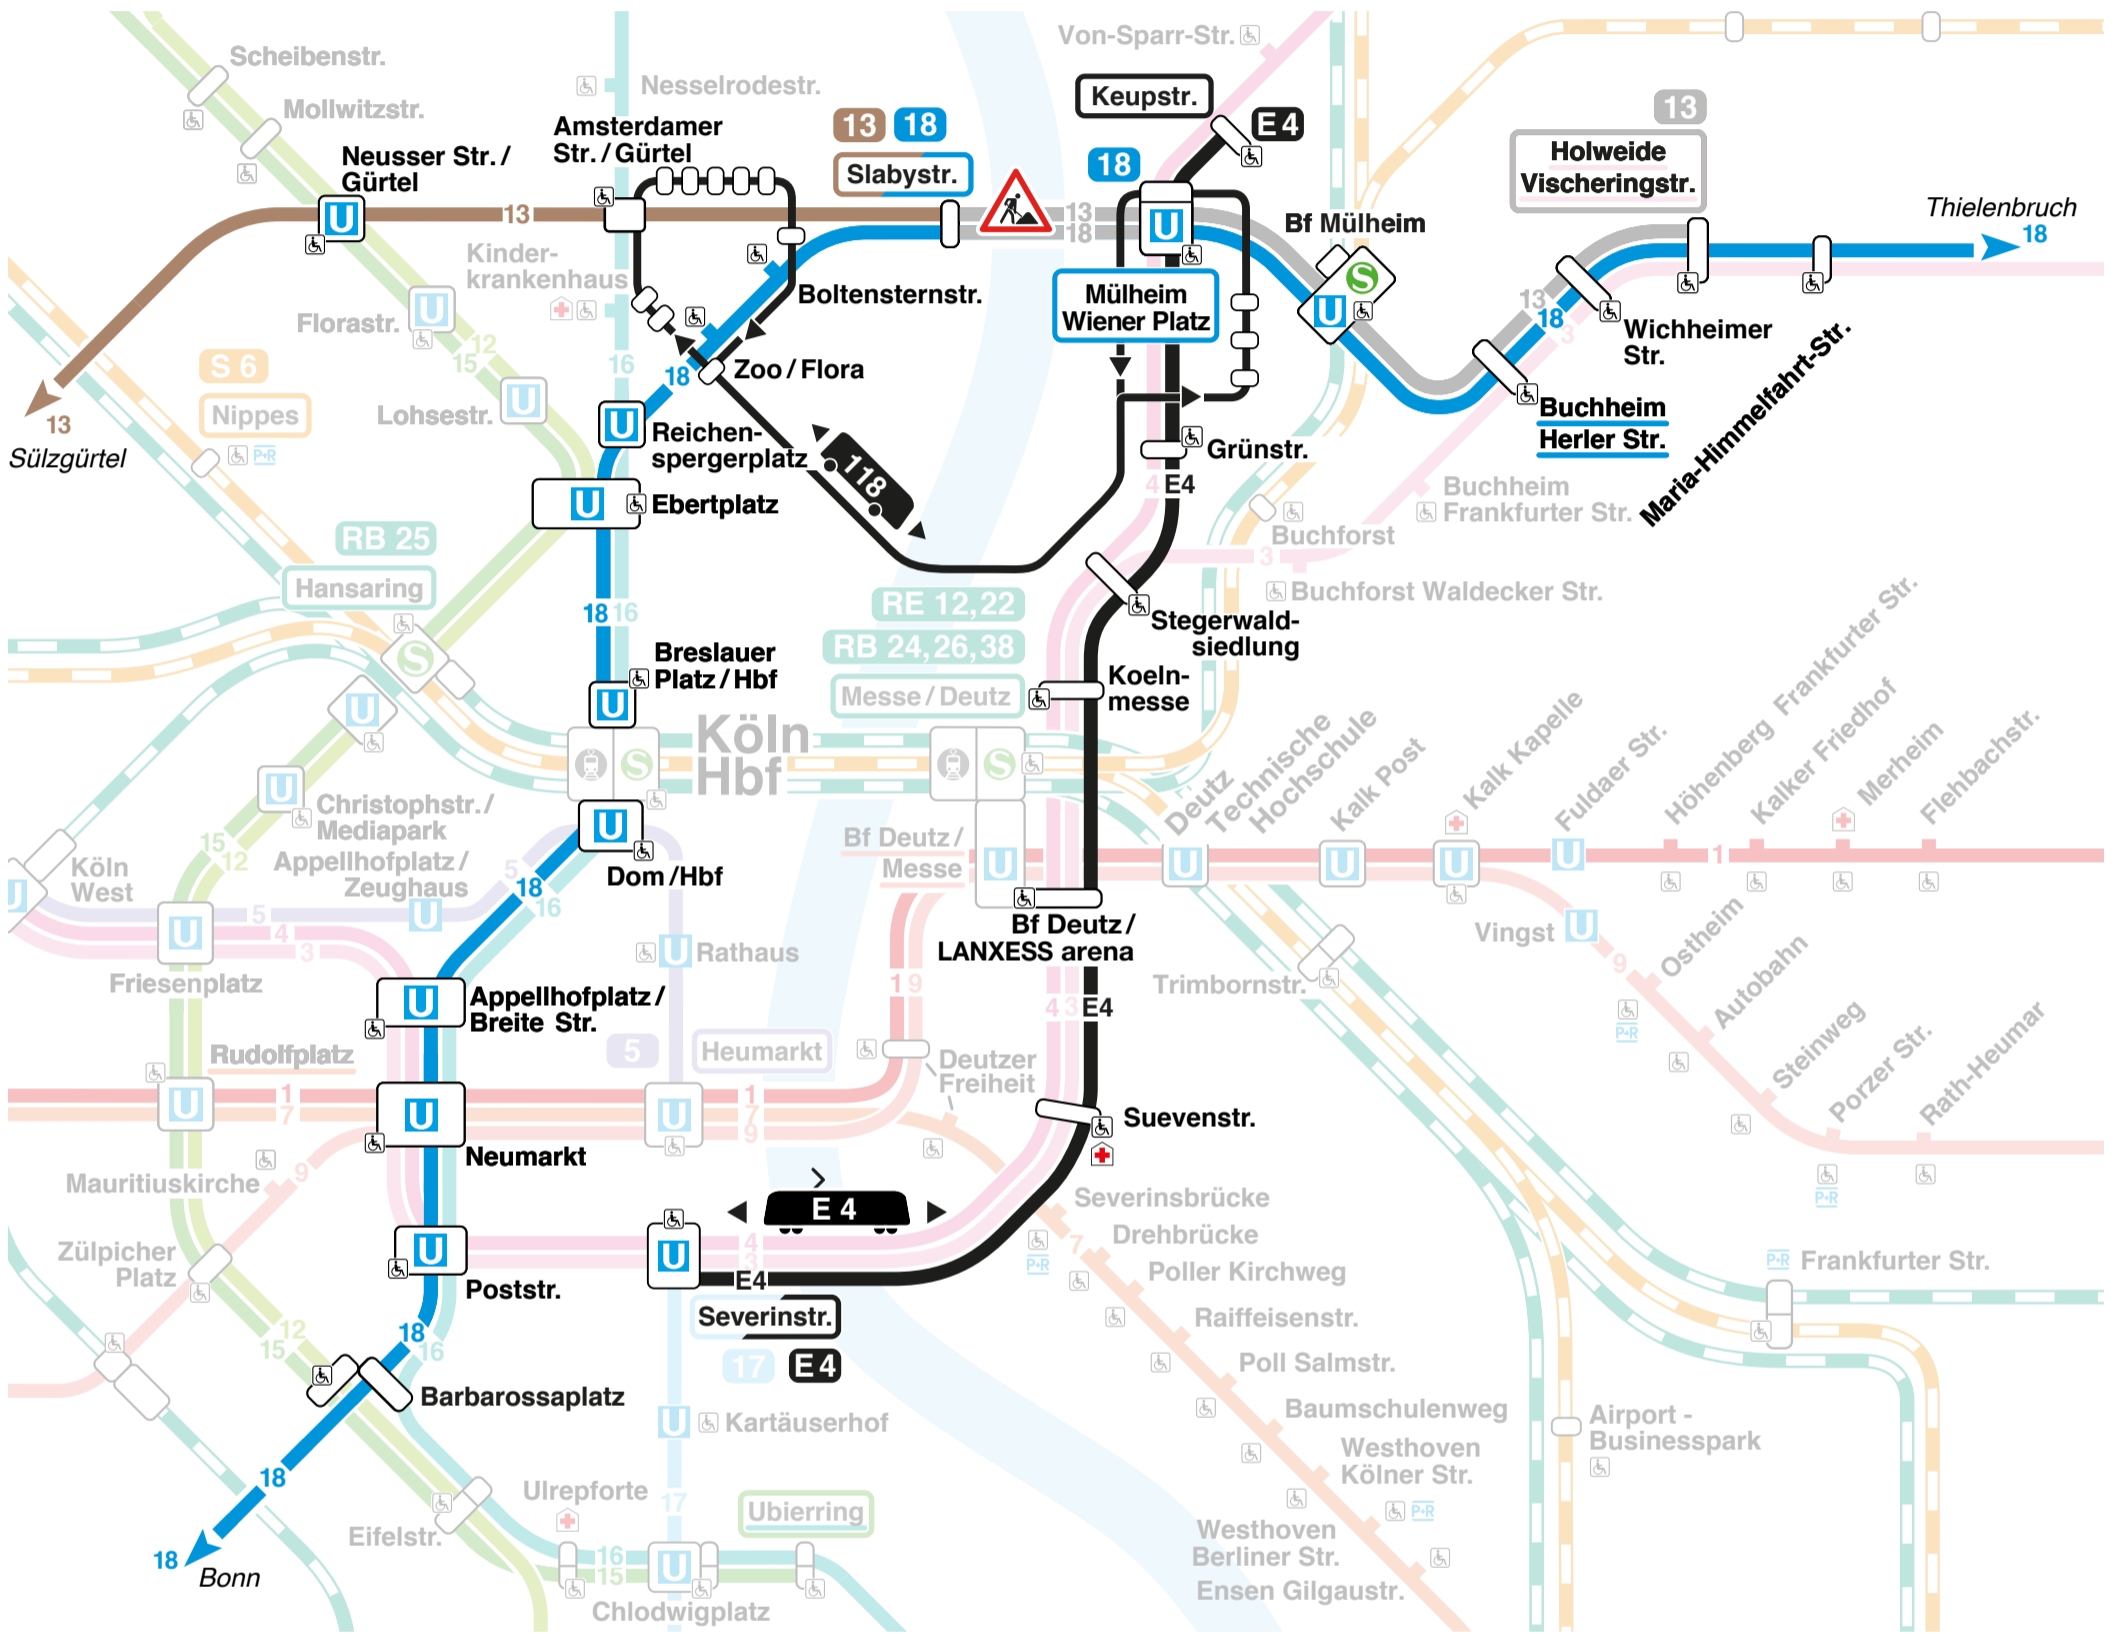 Scheibenstr.
Mollwitzstr.
Neusser Str. /
Gürtel
Nesselrodestr.
Amsterdamer
Str. / Gürtel
13 18
Slabystr.
Von-Sparr-Str.
Keupstr.
E 4
18
13
Holweide
Vischeringstr.
Thielenbruch
18
13
13
18
Bf Mülheim
S
U
U
U
Kinder-
krankenhaus
Boltensternstr.
Mülheim
Wiener Platz
13
18
3
Wichheimer
Str.
Maria-Himmelfahrt-Str.
Florastr.
U
12
15
16
18
Zoo / Flora
S 6
Nippes
P+R
Lohsestr.
U
13
Sülzgürtel
U
Reichen-
spergerplatz
118
Grünstr.
4 E4
Buchheim
Herler Str.
Buchheim
Frankfurter Str.
U
Ebertplatz
RB 25
Hansaring
S
Buchforst
3
Buchforst Waldecker Str.
18 16
RE 12,22
RB 24,26,38
Messe / Deutz
Stegerwald-
siedlung
Breslauer
Platz / Hbf
U
Koeln-
messe
U
Köln
Hbf
S
S
Deutz
Technische
Hochschule
Kalk Post
Kalk Kapelle
Fuldaer Str.
Höhenberg Frankfurter Str.
Kalker Friedhof
Merheim
Flehbachstr.
U
Christophstr. /
Mediapark
15
12
U
Dom / Hbf
Appellhofplatz /
Zeughaus
U
5
18
16
Köln
West
U
5
4
3
U
Friesenplatz
Bf Deutz /
Messe
U
U
U
U
U
1
Bf Deutz /
LANXESS arena
Vingst
U
9
Ostheim
Autobahn
Steinweg
Porzer Str.
Rath-Heumar
P+R
P+R
U
Rathaus
Trimbornstr.
U
Appellhofplatz /
Breite Str.
1 9
4 3 E4
Rudolfplatz
U
1
7
5
Heumarkt
U
1
7
9
Deutzer
Freiheit
U
Neumarkt
Suevenstr.
Mauritiuskirche
9
E 4
Severinsbrücke
Drehbrücke
Poller Kirchweg
Raiffeisenstr.
Poll Salmstr.
Baumschulenweg
Westhoven
Kölner Str.
P+R
Westhoven
Berliner Str.
Ensen Gilgaustr.
7
P+R
Zülpicher
Platz
U
Poststr.
U
4
3
E4
Severinstr.
17 E 4
P+R
Frankfurter Str.
12
15
18
16
Barbarossaplatz
U
Kartäuserhof
Airport -
Businesspark
18
18
Bonn
Eifelstr.
Ulrepforte
17
Ubierring
16
15
U
Chlodwigplatz